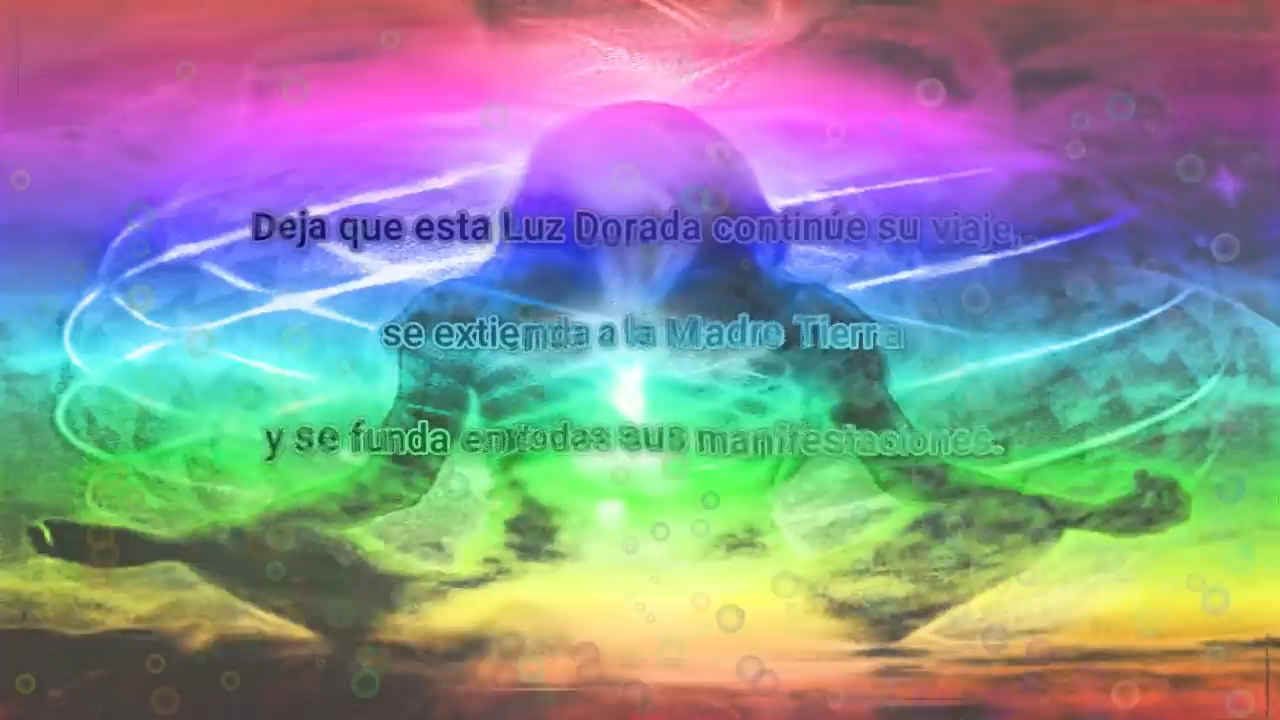 Deja que esta Luz Dorada continúe su viaje,
se extienda a la Madre Tierra
y se funda en todas sus manifestaciones.